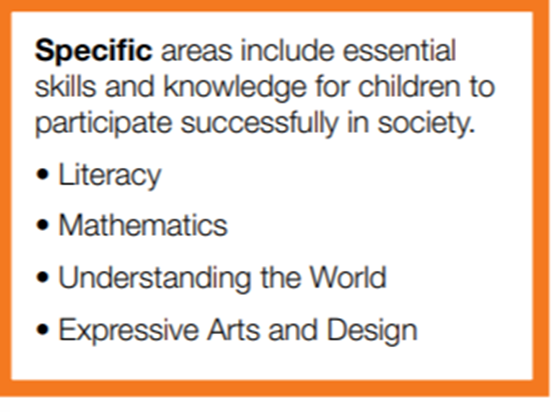 Specific areas include essential
skills and knowledge for children to
participate successfully in society.
• Literacy
• Mathematics
• Understanding the World
• Expressive Arts and Design